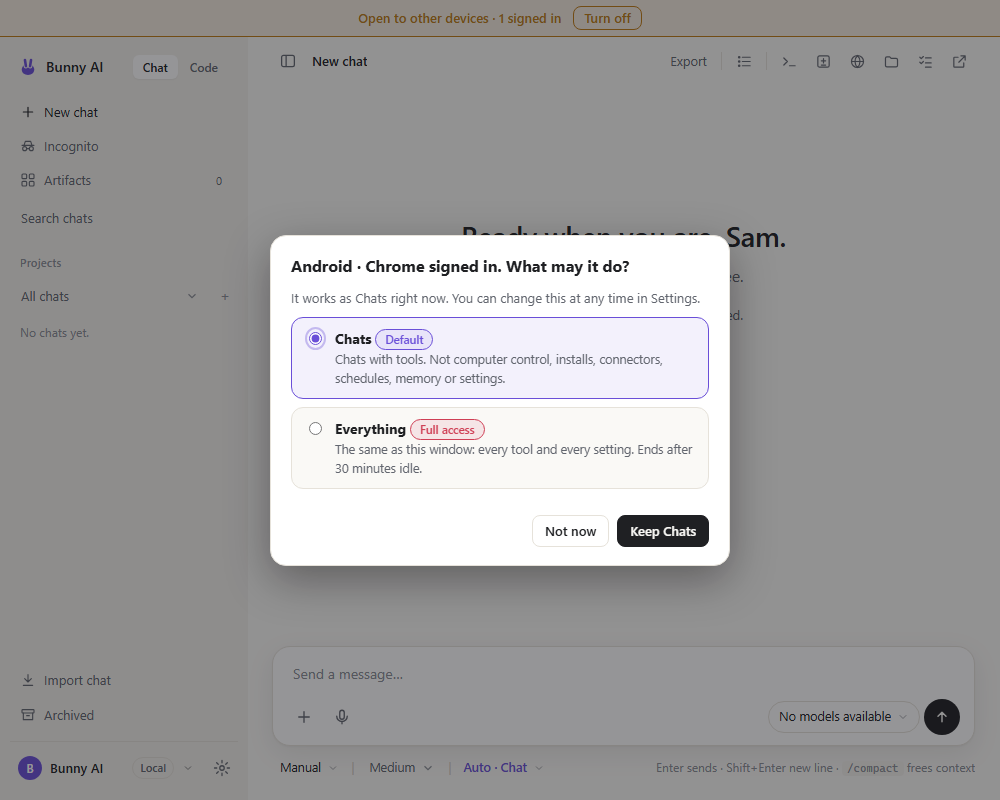 Open to other devices · 1 signed in Turn off
Bunny AI Chat Code
New chat
Export
New chat
Incognito
Artifacts 0
Search chats
Projects
All chats
No chats yet.
Sam.
Android · Chrome signed in. What may it do?
It works as Chats right now. You can change this at any time in Settings.
Chats Default
Chats with tools. Not computer control, installs, connectors,
schedules, memory or settings.
Everything Full access
The same as this window: every tool and every setting. Ends after
30 minutes idle.
Not now Keep Chats
Send a message...
No models available
Import chat
Archived
B Bunny AI Local
Manual Medium Auto · Chat
Enter sends · Shift+Enter new line · /compact frees context